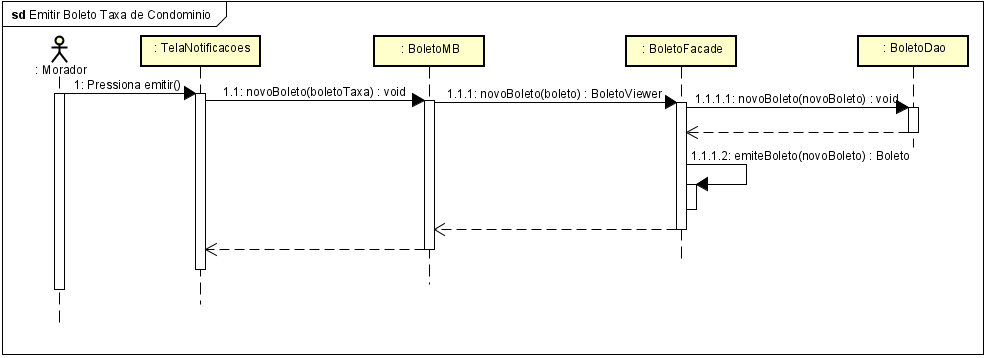 sd Emitir Boleto Taxa de Condominio
: Morador
: TelaNotificacoes
: BoletoMB
: BoletoFacade
: BoletoDao
1: Pressiona emitir()
1.1: novoBoleto(boletoTaxa) : void
1.1.1: novoBoleto(boleto) : BoletoViewer
1.1.1.1: novoBoleto(novoBoleto) : void
1.1.1.2: emiteBoleto(novoBoleto) : Boleto